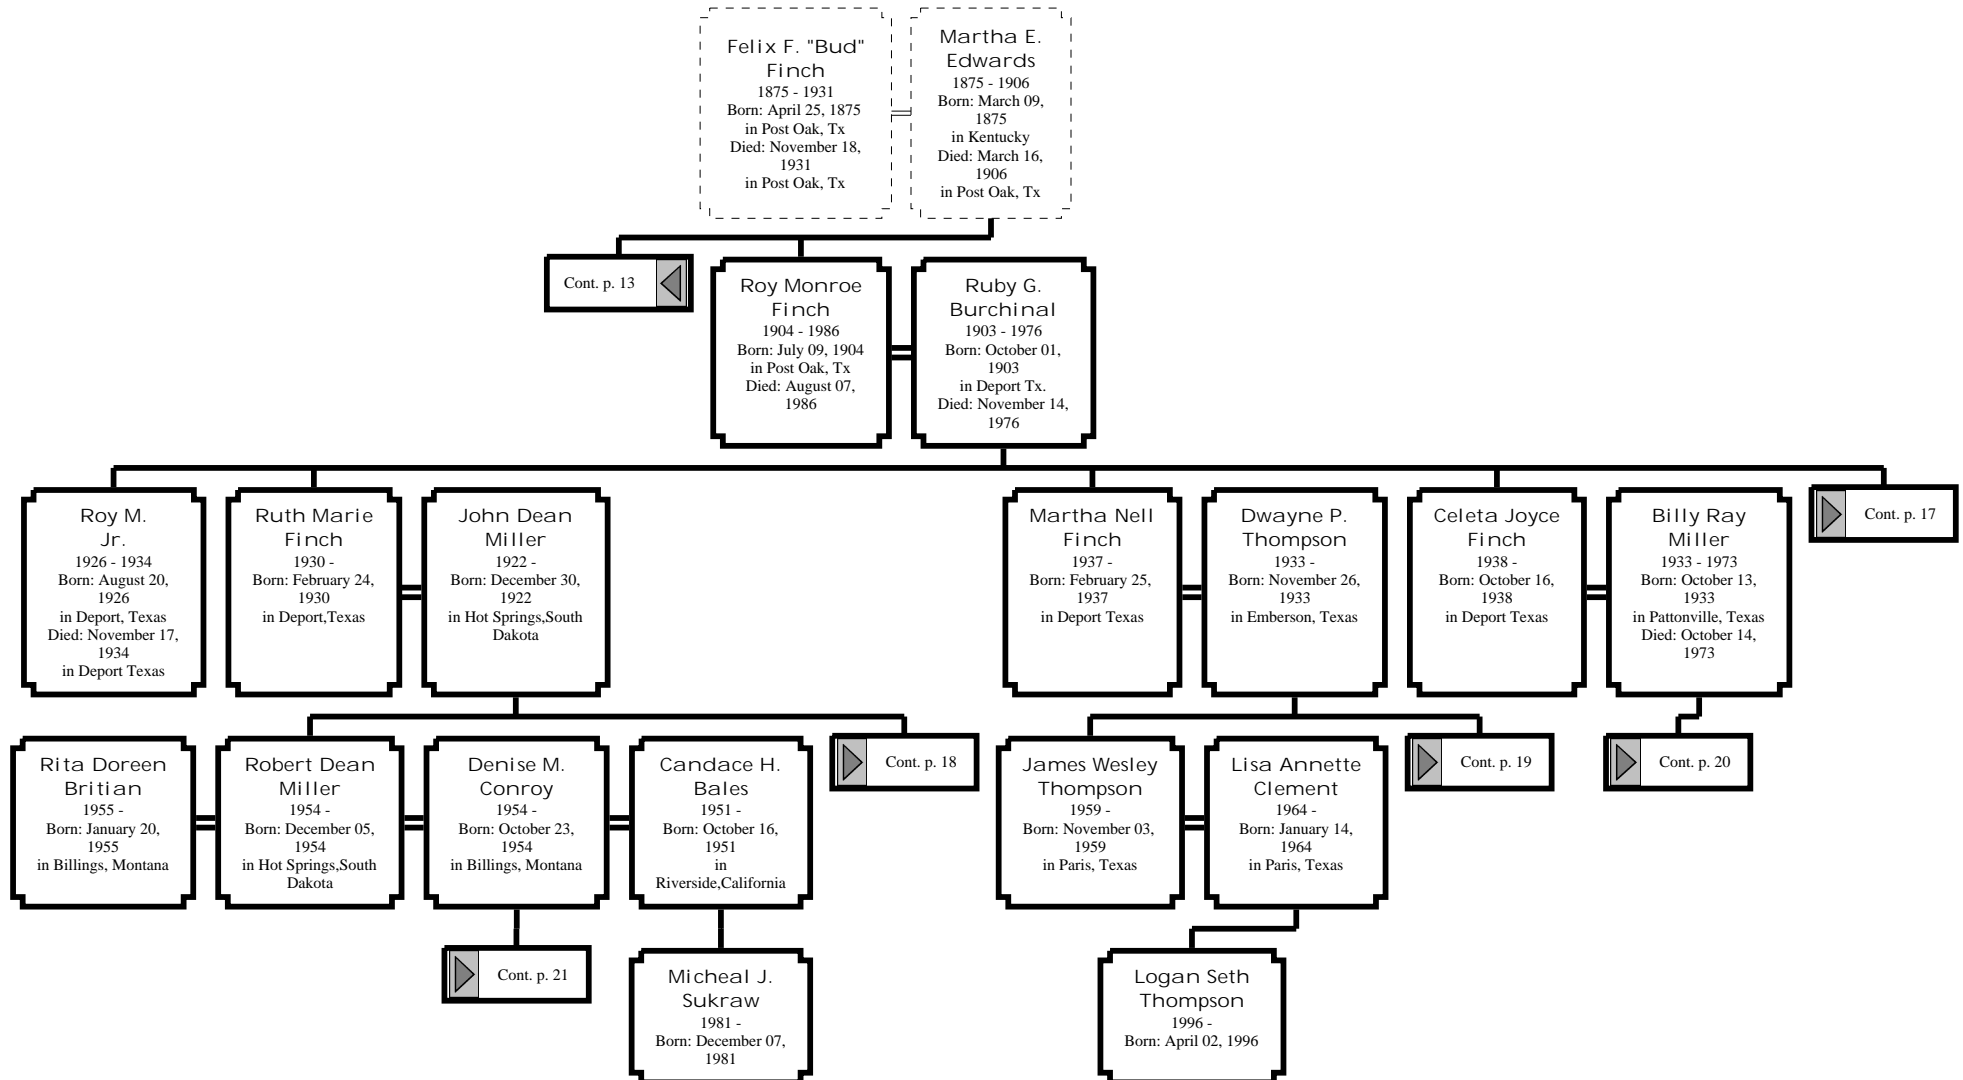 Felix F. "Bud"
Finch
1875 - 1931
Born: April 25, 1875
in Post Oak, Tx
Died: November 18,
1931
in Post Oak, Tx
Martha E.
Edwards
1875 - 1906
Born: March 09,
1875
in Kentucky
Died: March 16,
1906
in Post Oak, Tx
Cont. p. 13
Roy Monroe
Finch
1904 - 1986
Born: July 09, 1904
in Post Oak, Tx
Died: August 07,
1986
Ruby G.
Burchinal
1903 - 1976
Born: October 01,
1903
in Deport Tx.
Died: November 14,
1976
Roy M.
Jr.
1926 - 1934
Born: August 20,
1926
in Deport, Texas
Died: November 17,
1934
in Deport Texas
Ruth Marie
Finch
1930 -
Born: February 24,
1930
in Deport,Texas
John Dean
Miller
1922 -
Born: December 30,
1922
in Hot Springs,South
Dakota
Martha Nell
Finch
1937 -
Born: February 25,
1937
in Deport Texas
Dwayne P.
Thompson
1933 -
Born: November 26,
1933
in Emberson, Texas
Celeta Joyce
Finch
1938 -
Born: October 16,
1938
in Deport Texas
Billy Ray
Miller
1933 - 1973
Born: October 13,
1933
in Pattonville, Texas
Died: October 14,
1973
Cont. p. 17
Rita Doreen
Britian
1955 -
Born: January 20,
1955
in Billings, Montana
Robert Dean
Miller
1954 -
Born: December 05,
1954
in Hot Springs,South
Dakota
Denise M.
Conroy
1954 -
Born: October 23,
1954
in Billings, Montana
Candace H.
Bales
1951 -
Born: October 16,
1951
in
Riverside,California
Cont. p. 18
James Wesley
Thompson
1959 -
Born: November 03,
1959
in Paris, Texas
Lisa Annette
Clement
1964 -
Born: January 14,
1964
in Paris, Texas
Cont. p. 19
Cont. p. 20
Cont. p. 21
Micheal J.
Sukraw
1981 -
Born: December 07,
1981
Logan Seth
Thompson
1996 -
Born: April 02, 1996